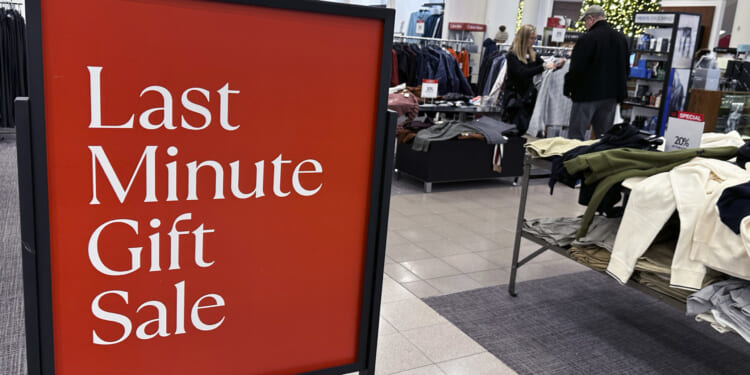 Last
Minute
Gift
Sale
SPECIAL
20%